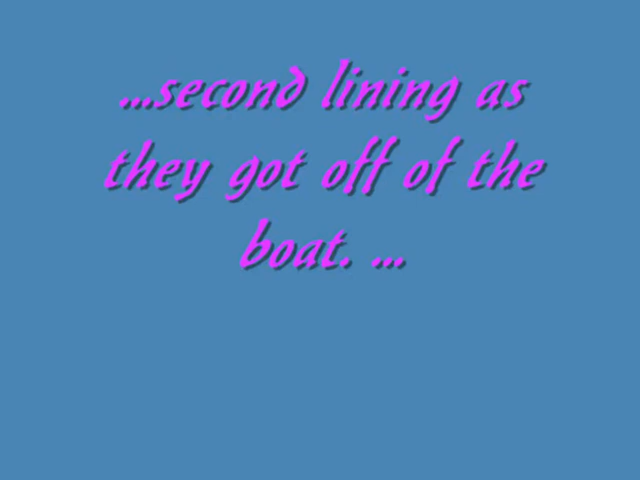 ...second lining as
they got off of the
boat. ...